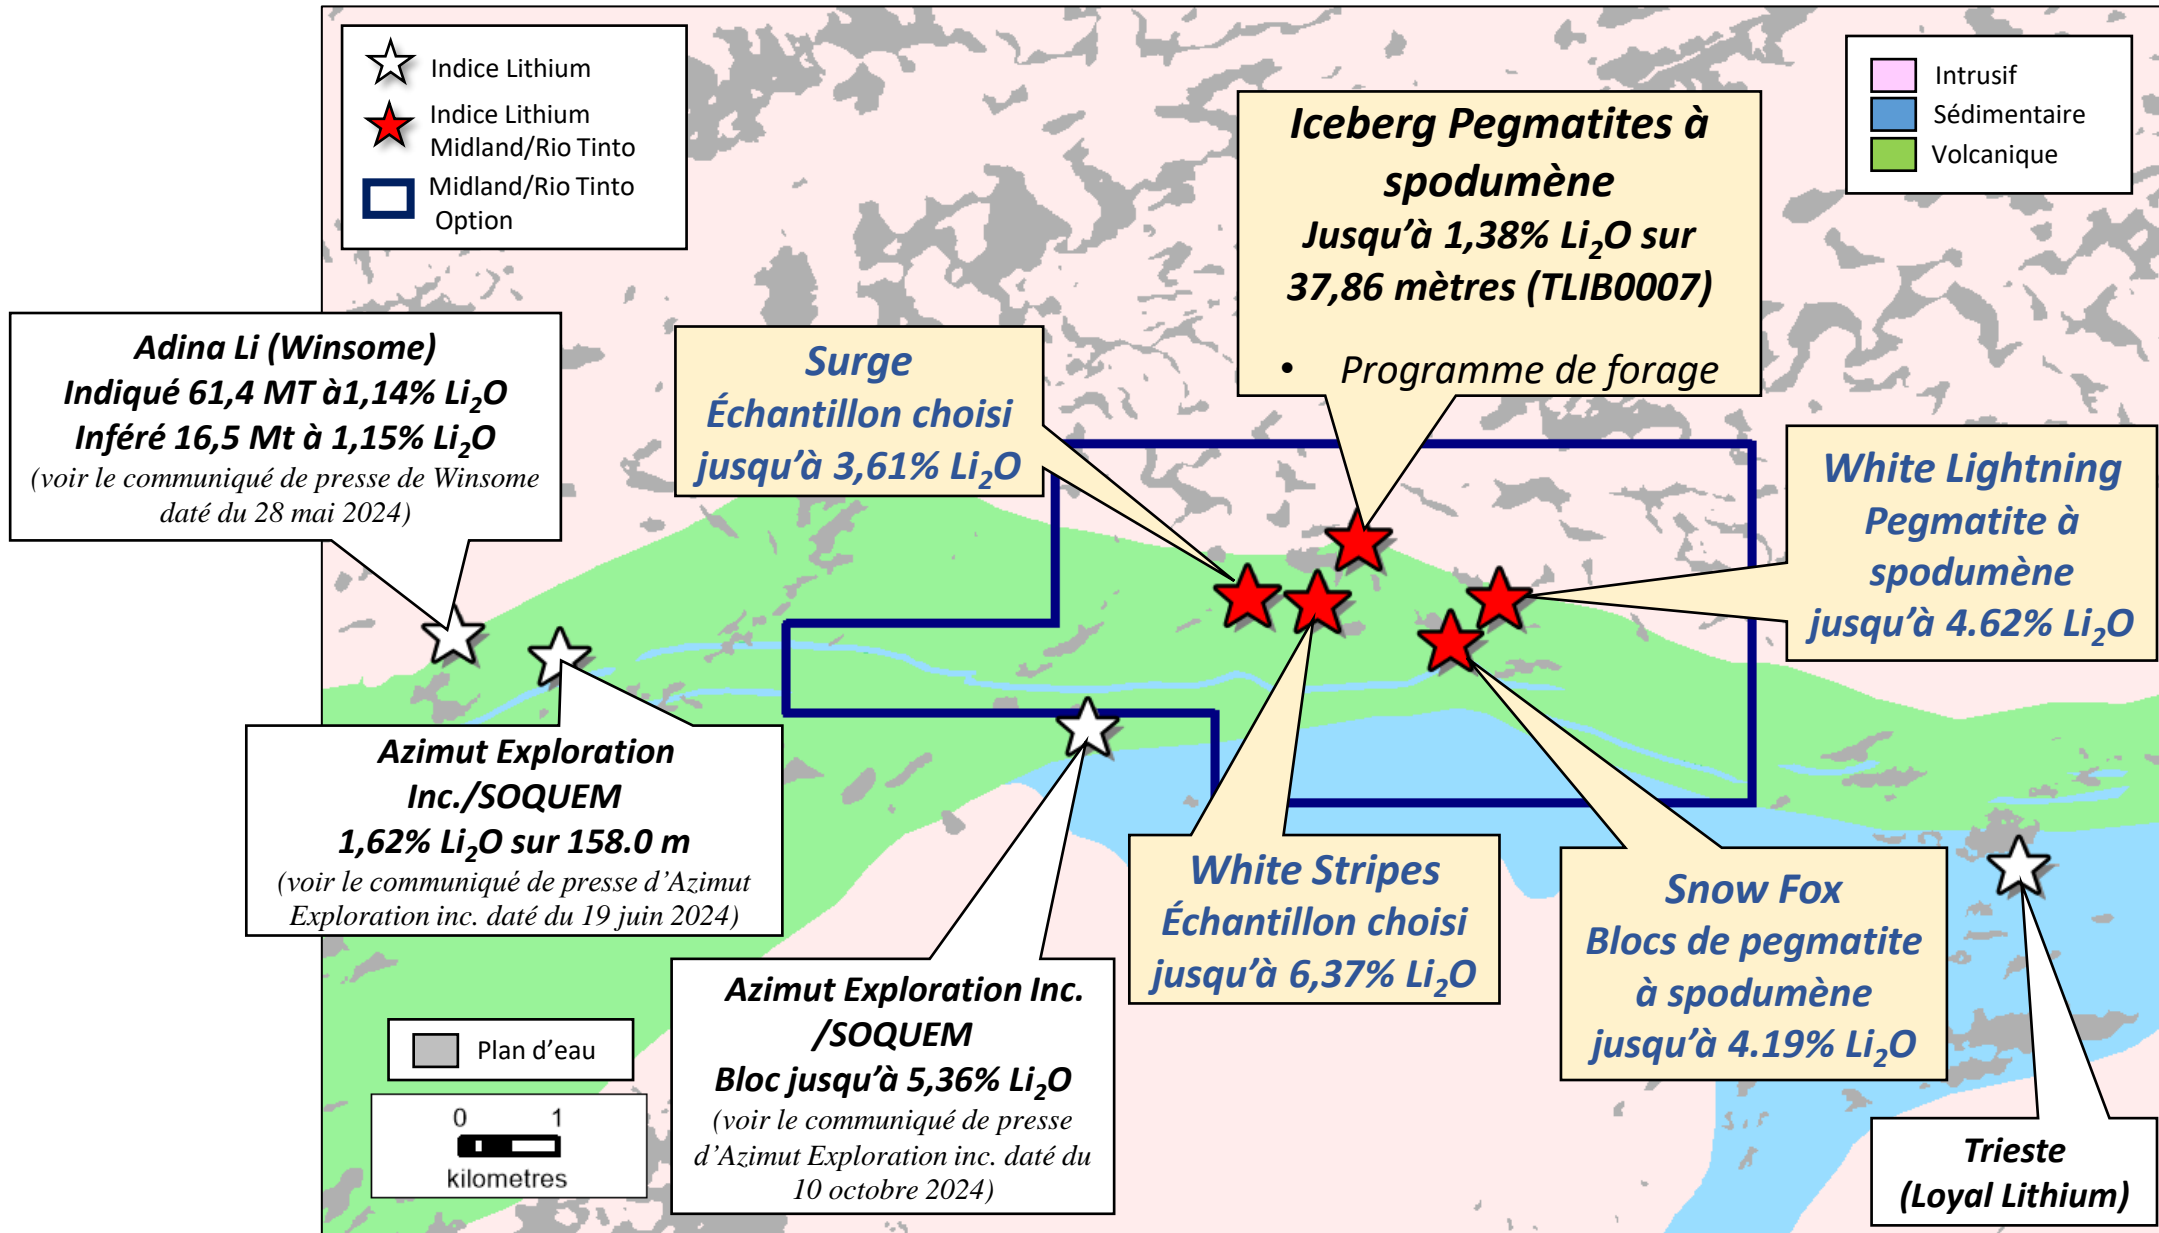 Indice Lithium
Indice Lithium
Midland/Rio Tinto
Midland/Rio Tinto
Option
Intrusif
Sédimentaire
Volcanique
Iceberg Pegmatites à
spodumène
Jusqu’à 1,38% Li₂O sur
37,86 mètres (TLIB0007)
• Programme de forage
Adina Li (Winsome)
Indiqué 61,4 MT à1,14% Li₂O
Inféré 16,5 Mt à 1,15% Li₂O
(voir le communiqué de presse de Winsome
daté du 28 mai 2024)
Surge
Échantillon choisi
jusqu’à 3,61% Li₂O
White Lightning
Pegmatite à
spodumène
jusqu’à 4.62% Li₂O
Azimut Exploration
Inc./SOQUEM
1,62% Li₂O sur 158.0 m
(voir le communiqué de presse d’Azimut
Exploration inc. daté du 19 juin 2024)
White Stripes
Échantillon choisi
jusqu’à 6,37% Li₂O
Snow Fox
Blocs de pegmatite
à spodumène
jusqu’à 4.19% Li₂O
Azimut Exploration Inc.
/SOQUEM
Bloc jusqu’à 5,36% Li₂O
(voir le communiqué de presse
d’Azimut Exploration inc. daté du
10 octobre 2024)
Plan d’eau
0 1
kilometres
Trieste
(Loyal Lithium)